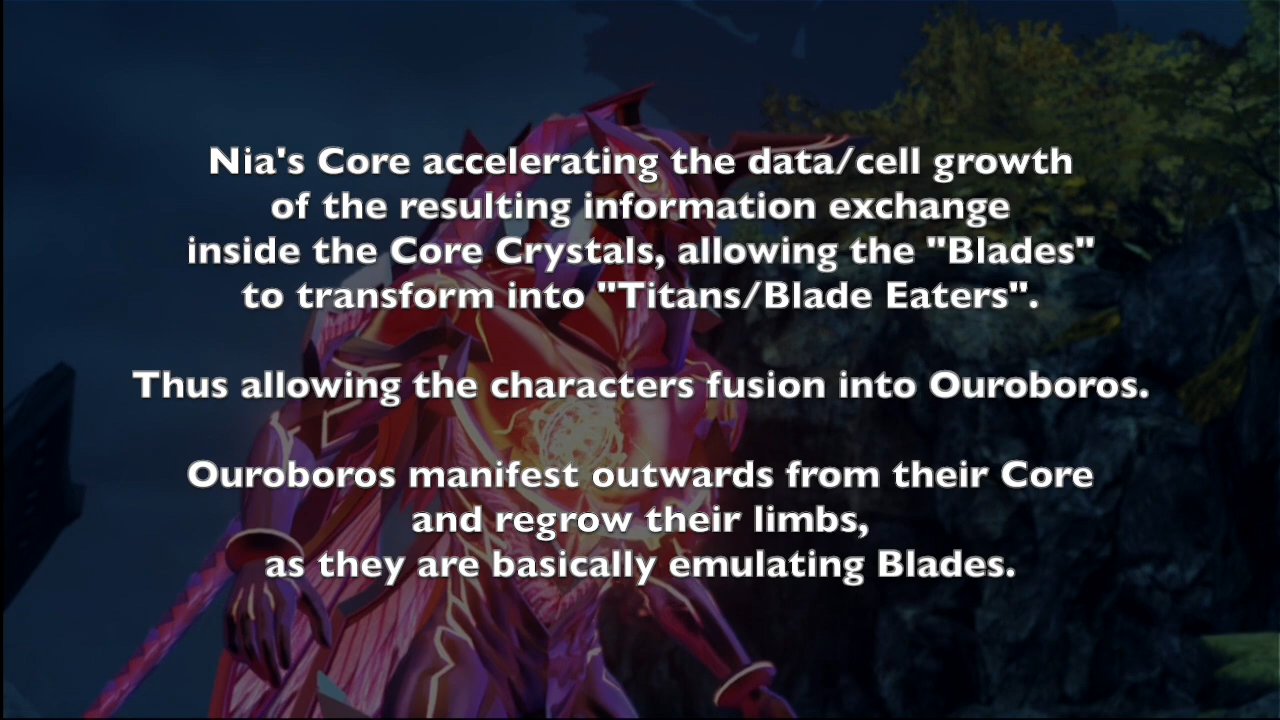 Nia's Core accelerating the data/cell growth
of the resulting information exchange
inside the Core Crystals, allowing the "Blades"
to transform into "Titans/Blade Eaters".
Thus allowing the characters fusion into Ouroboros.
Ouroboros manifest outwards from their Core
and regrow their limbs,
as they are basically emulating Blades.